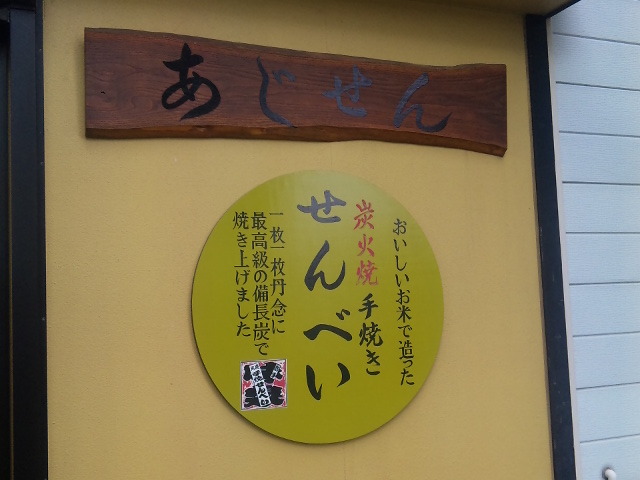 あじせん
おいしいお米で造った
炭火焼 手焼き
せんべい
一枚一枚丹念に
最高級の備長炭で
焼き上げました